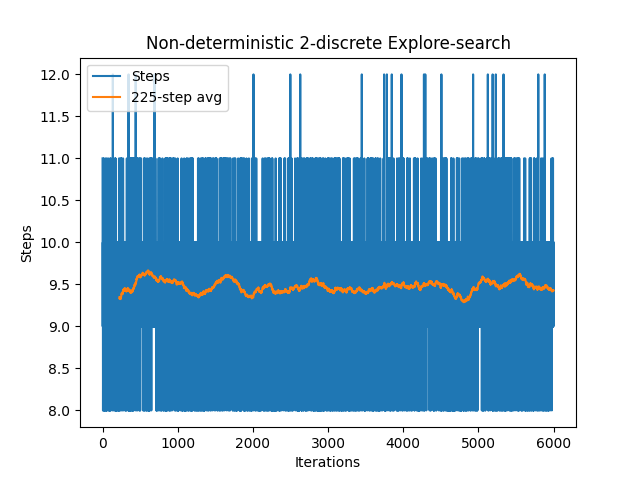 Non-deterministic 2-discrete Explore-search
Steps
225-step avg
12.0
11.5
11.0
10.5
10.0
9.5
9.0
8.5
8.0
Steps
0 1000 2000 3000 4000 5000 6000
Iterations